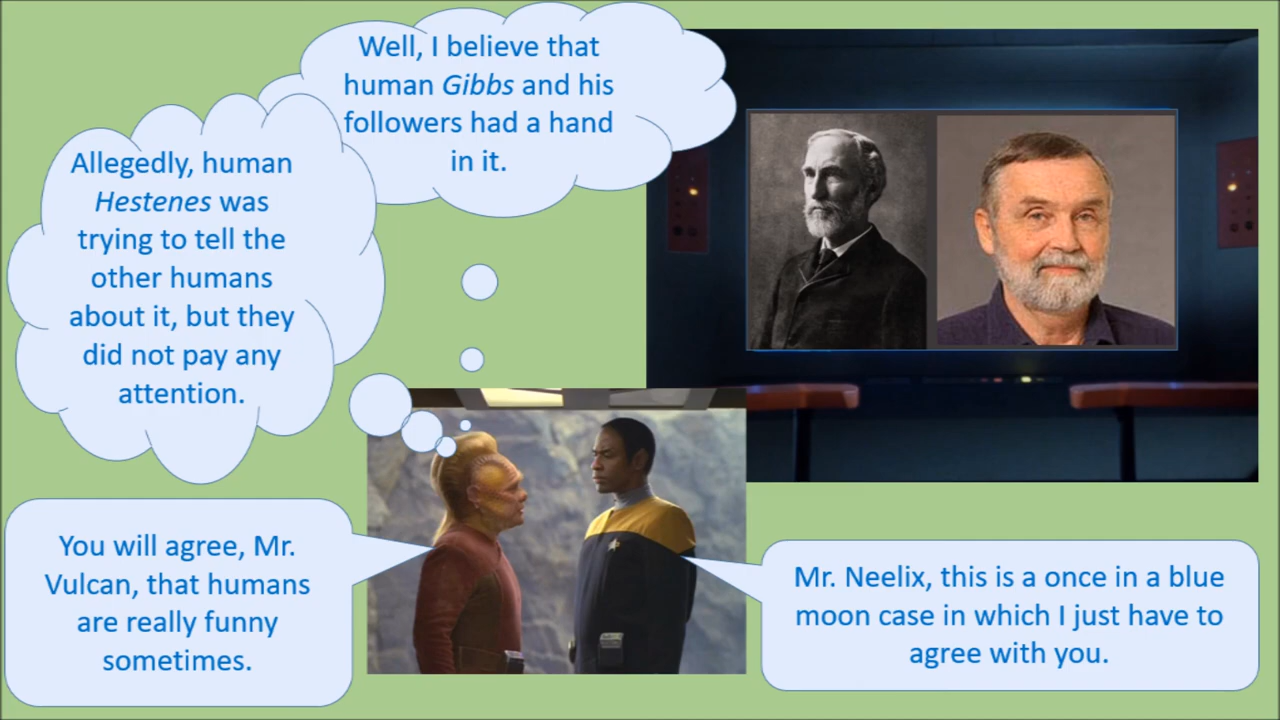 Well, I believe that
human Gibbs and his
followers had a hand
in it.
Allegedly, human
Hestenes was
trying to tell the
other humans
about it, but they
did not pay any
attention.
You will agree, Mr.
Vulcan, that humans
are really funny
sometimes.
Mr. Neelix, this is a once in a blue
moon case in which I just have to
agree with you.